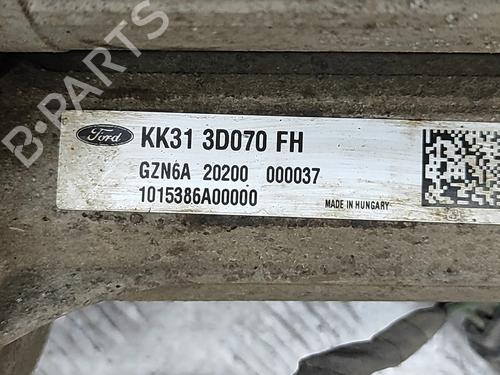 B-Parts
Ford
KK31 3D070 FH
GZN6A 20200 000037
1015386A00000
MADE IN HUNGARY